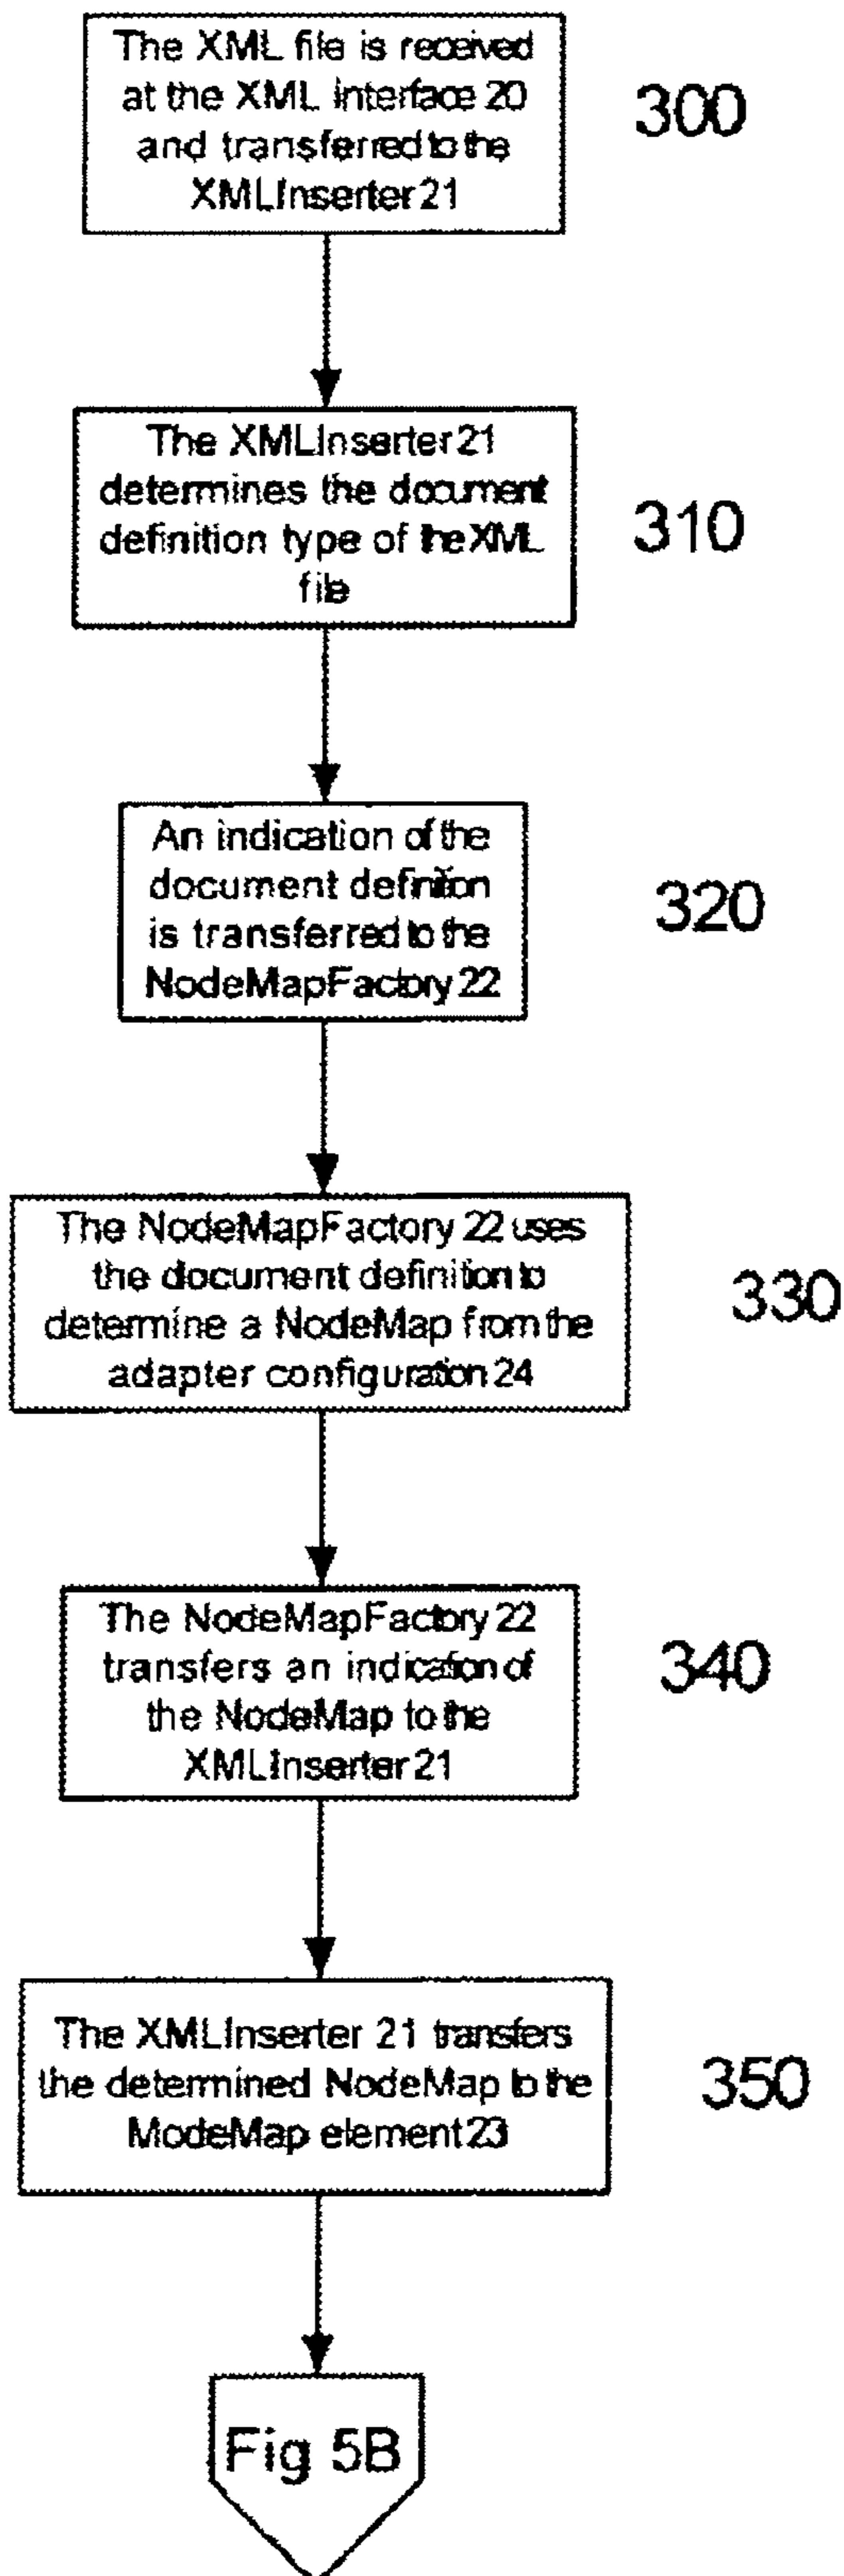 The XML file is received
at the XML Interface 20
and transferred to the
XMLInserter 21
300
The XMLInserter 21
determines the document
definition type of the XML
file
310
An indication of the
document definition
is transferred to the
NodeMapFactory 22
320
The NodeMapFactory 22 uses
the document definition to
determine a NodeMap from the
adapter configuration 24
330
The NodeMapFactory 22
transfers an indication of
the NodeMap to the
XMLInserter 21
340
The XMLInserter 21 transfers
the determined NodeMap to the
ModeMap element 23
350
Fig 5B